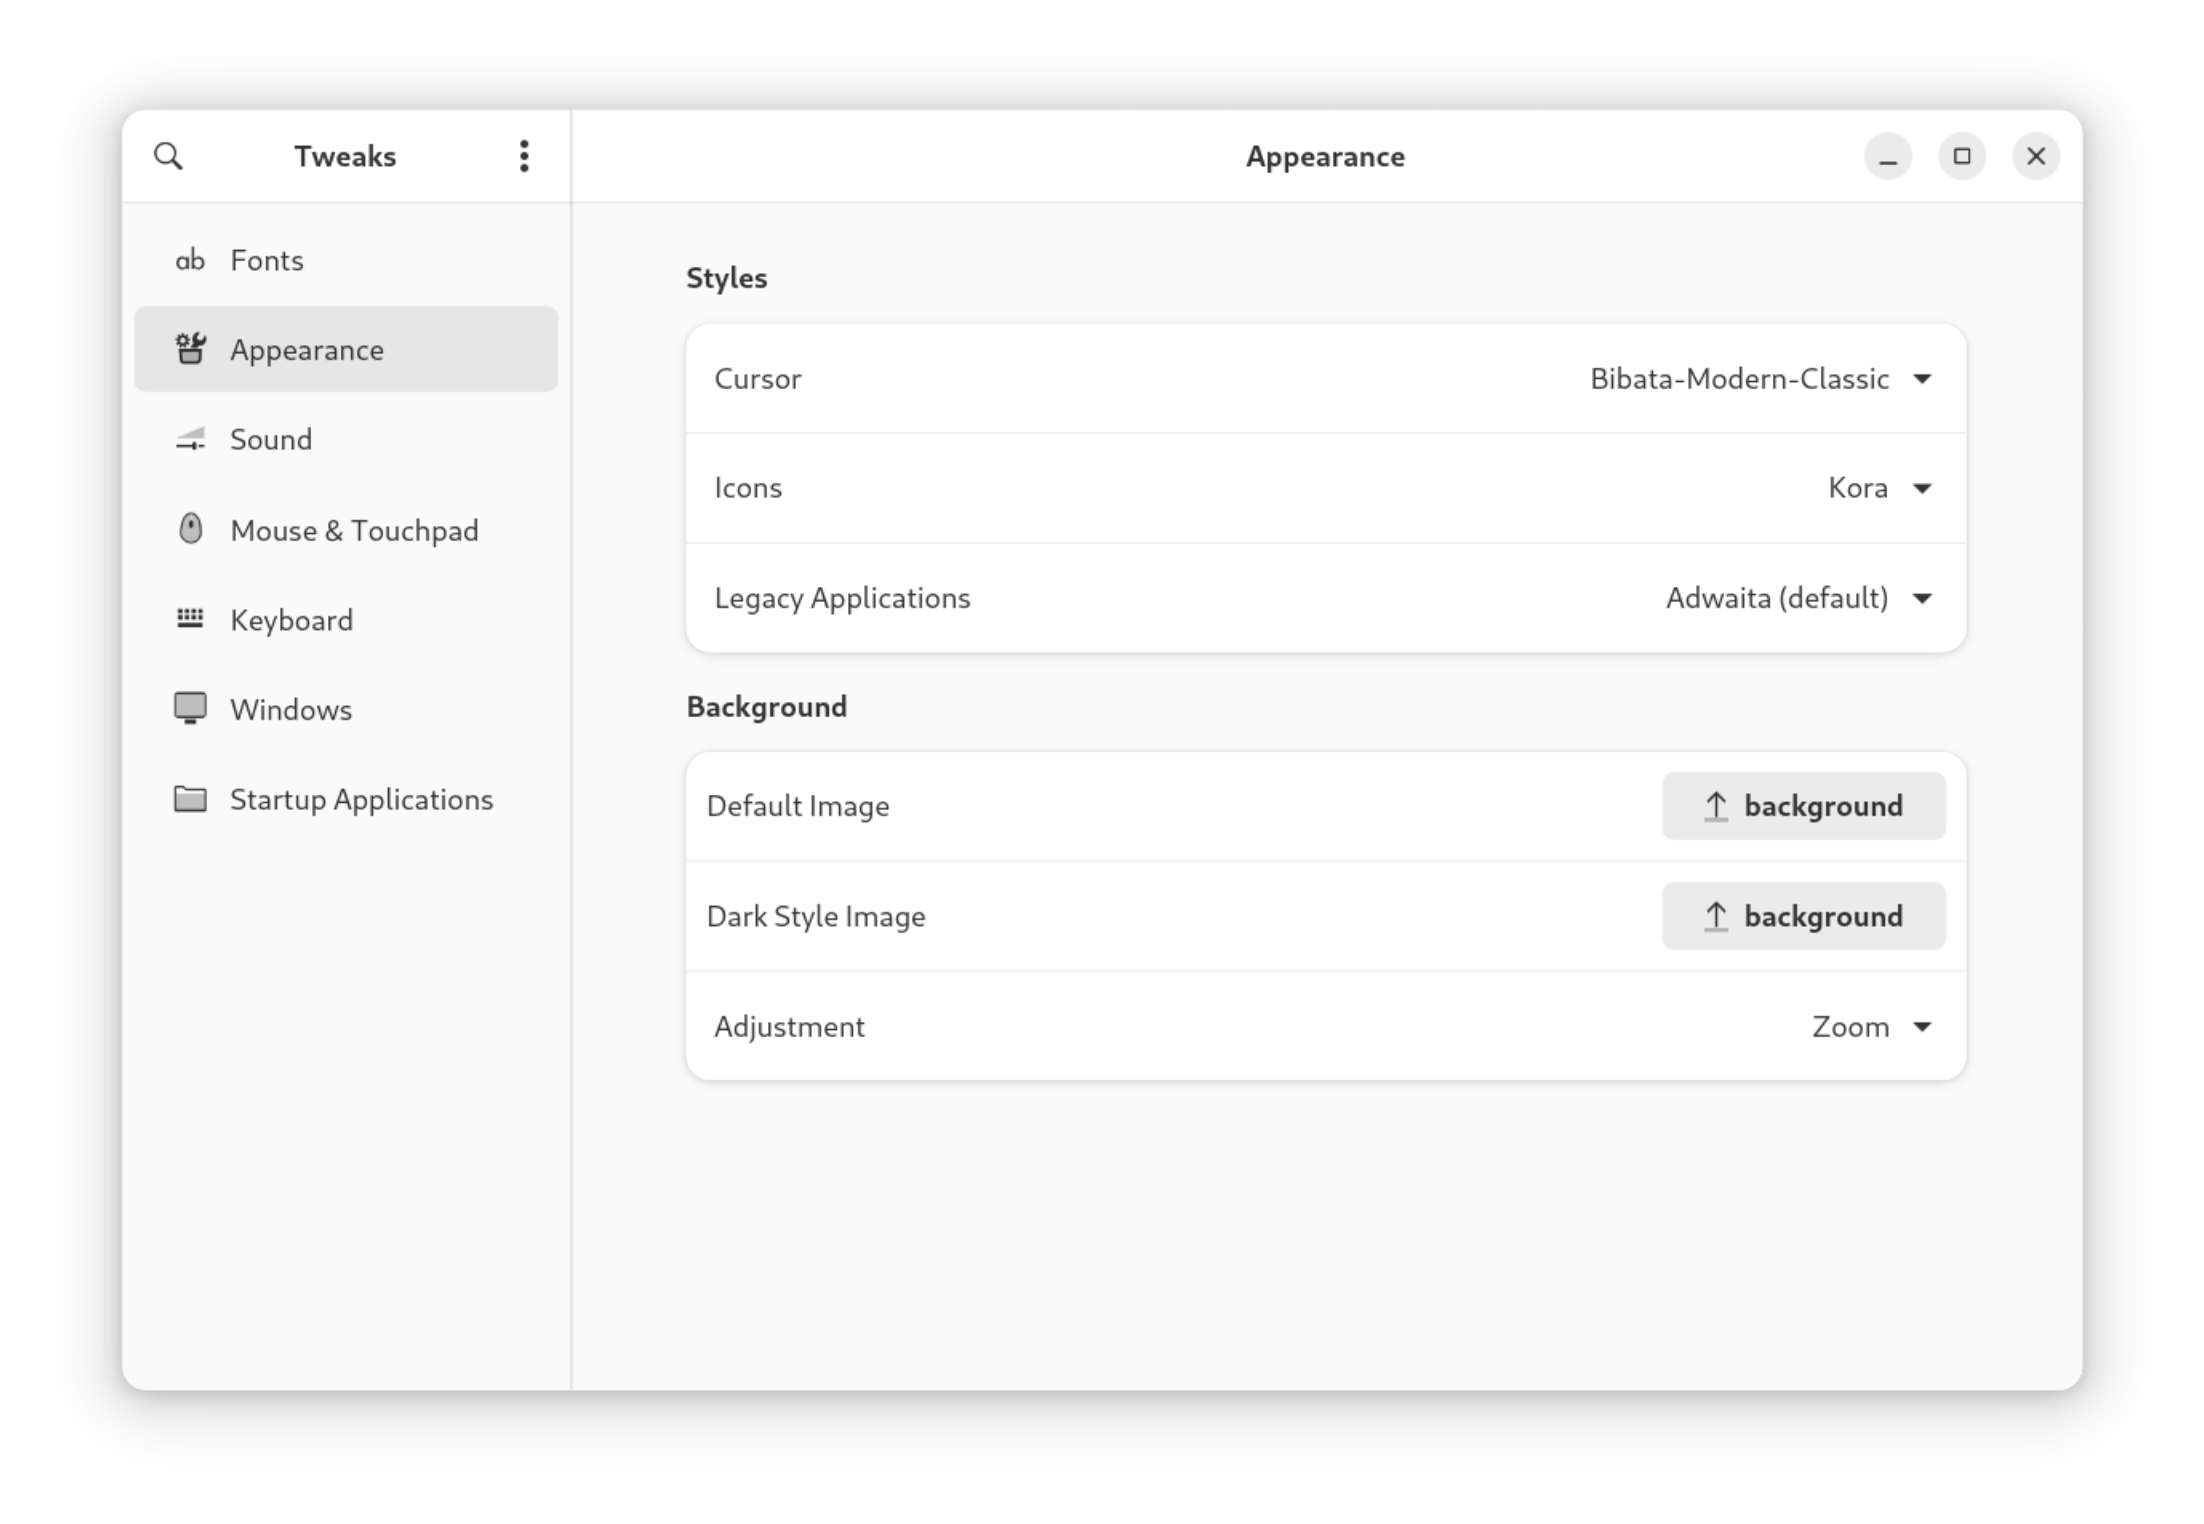 Tweaks
Appearance
ab Fonts
Appearance
Sound
Mouse & Touchpad
Keyboard
Windows
Startup Applications
Styles
Cursor Bibata-Modern-Classic
Icons Kora
Legacy Applications Adwaita (default)
Background
Default Image background
Dark Style Image background
Adjustment Zoom